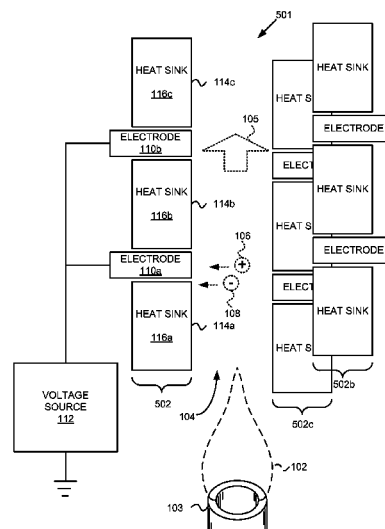 501
HEAT SINK
116c
114c
HEAT SINK
HEAT S
ELECTRODE
110b
105
ELECTRODE
ELECT
HEAT SINK
116b
114b
HEAT SINK
HEAT S
106
+
ELECTRODE
110a
-
108
ELECTRODE
ELECT
HEAT SINK
116a
114a
HEAT SINK
HEAT S
502
104
502b
502c
VOLTAGE
SOURCE
112
102
103